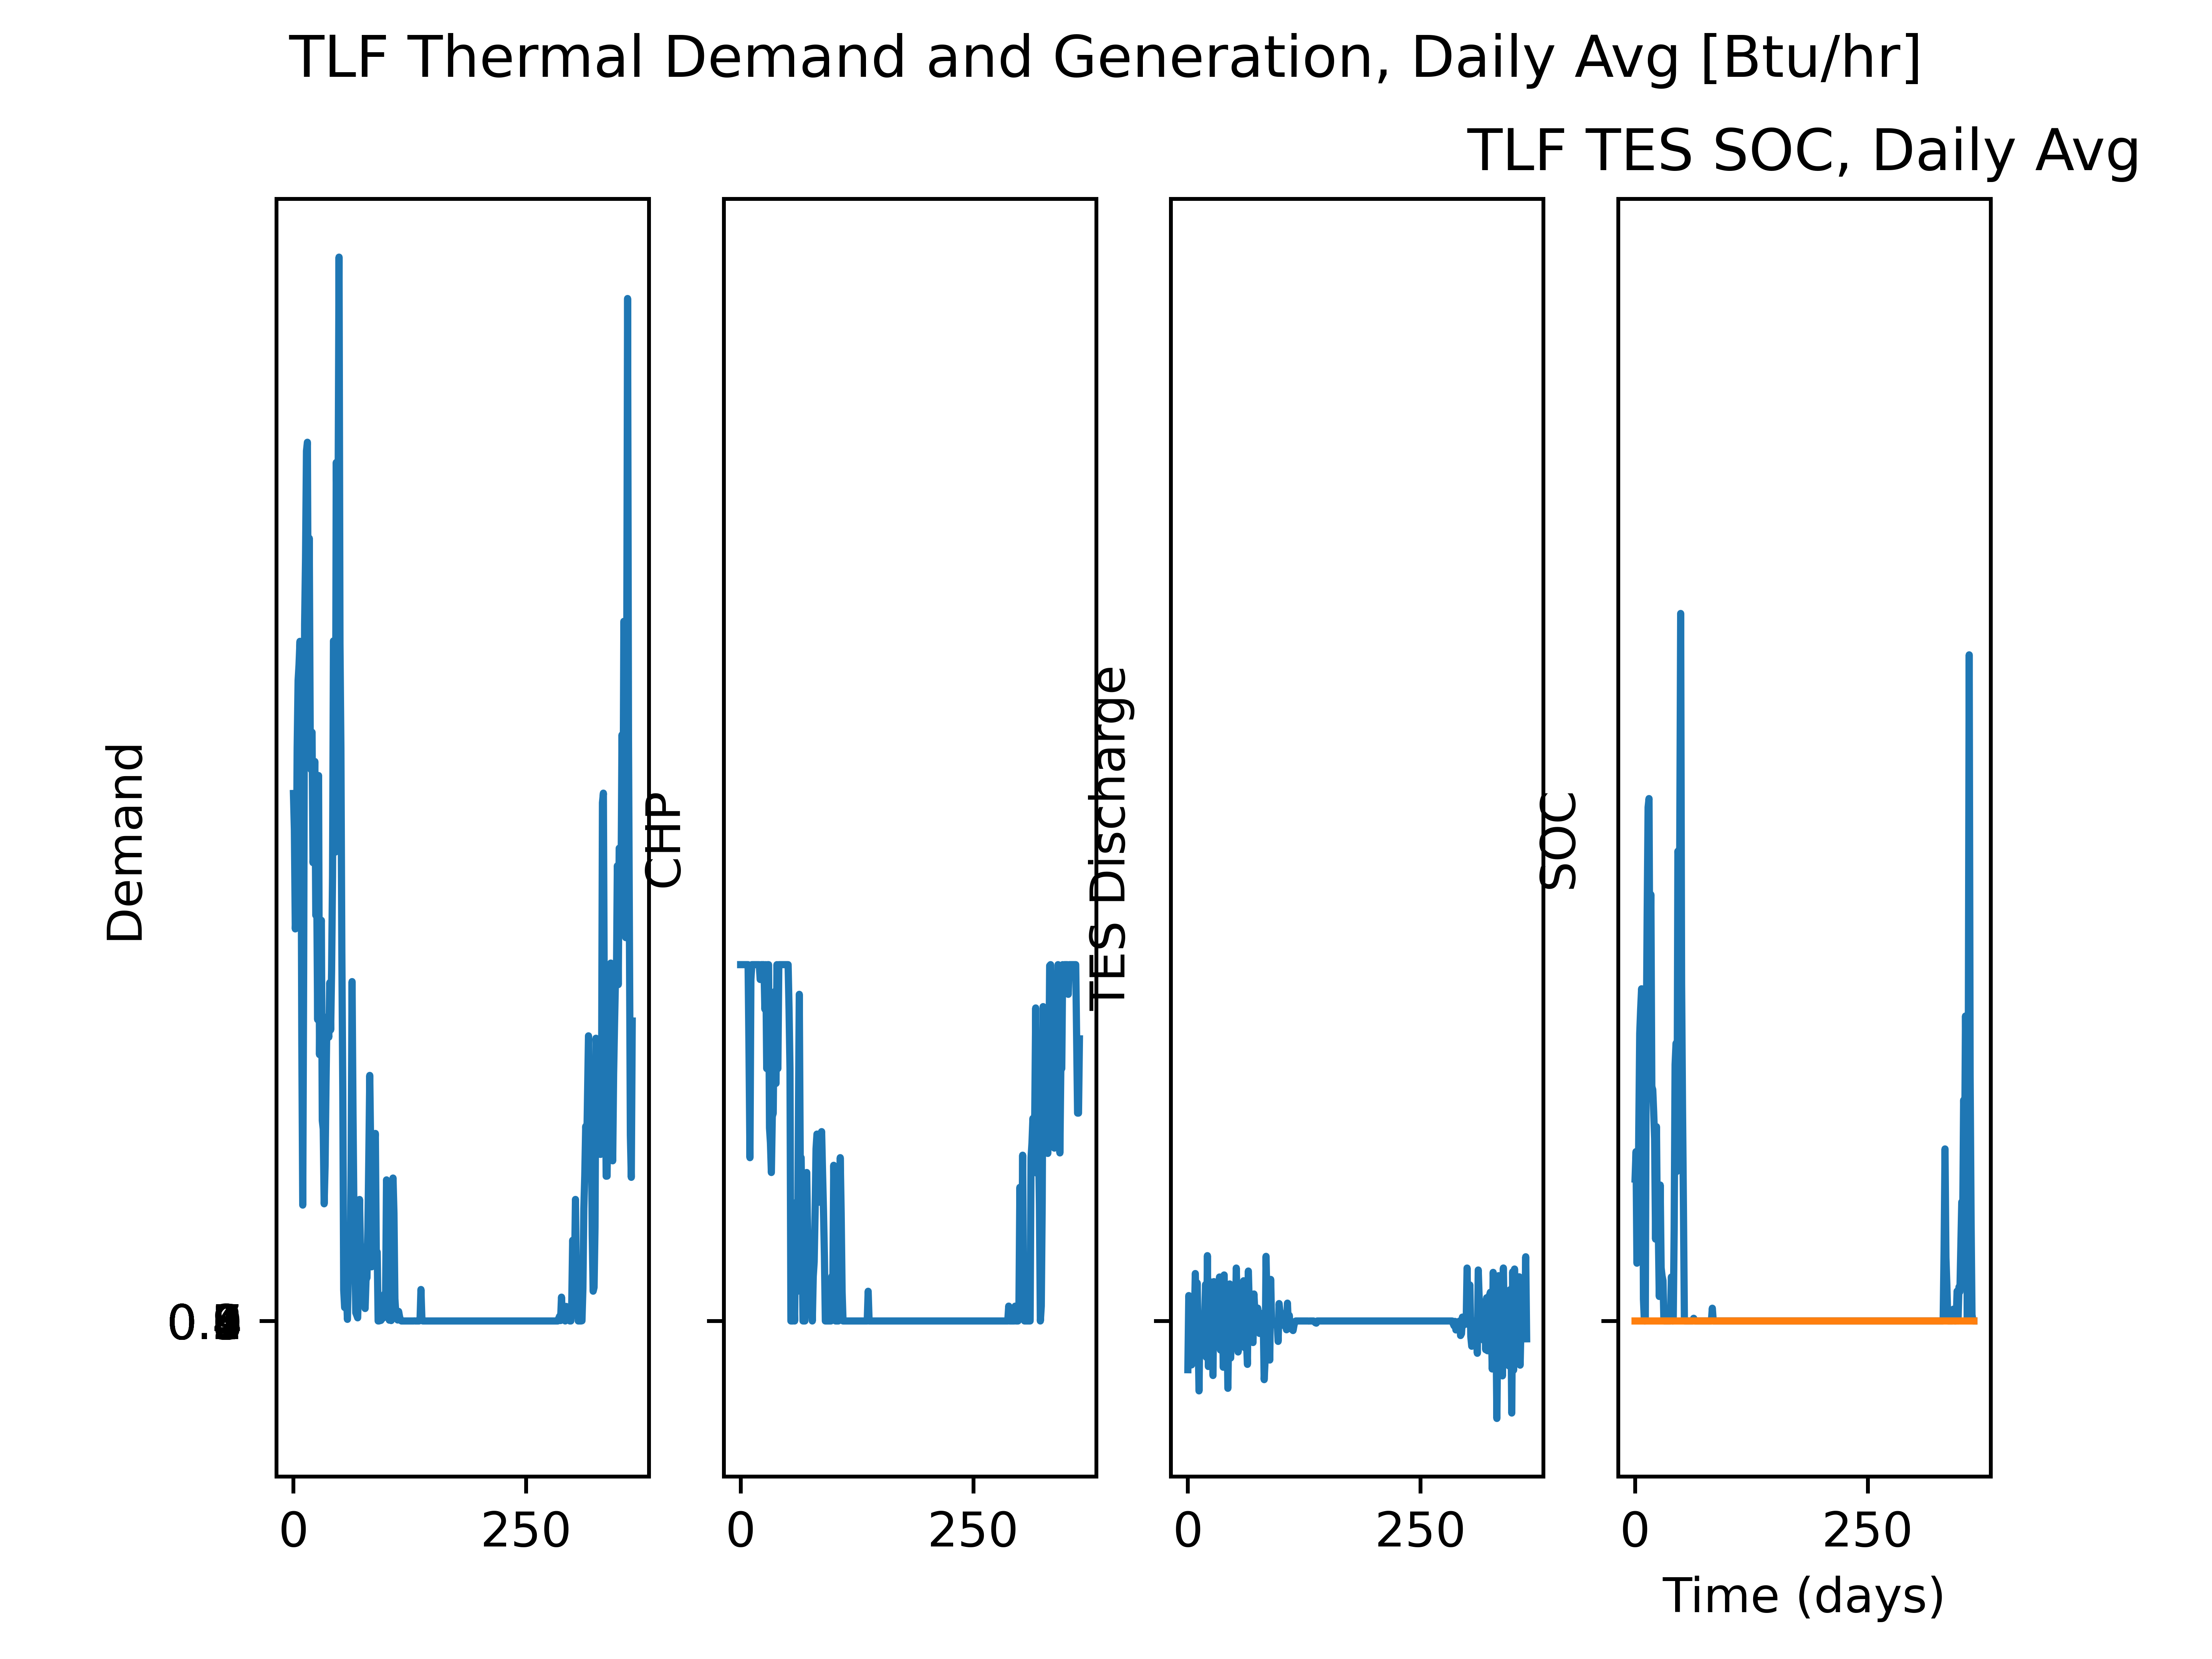 TLF Thermal Demand and Generation, Daily Avg [Btu/hr]
TLF TES SOC, Daily Avg
Demand
CHP
TES Discharge
SOC
0 250 0 250 0 250 0 250
Time (days)